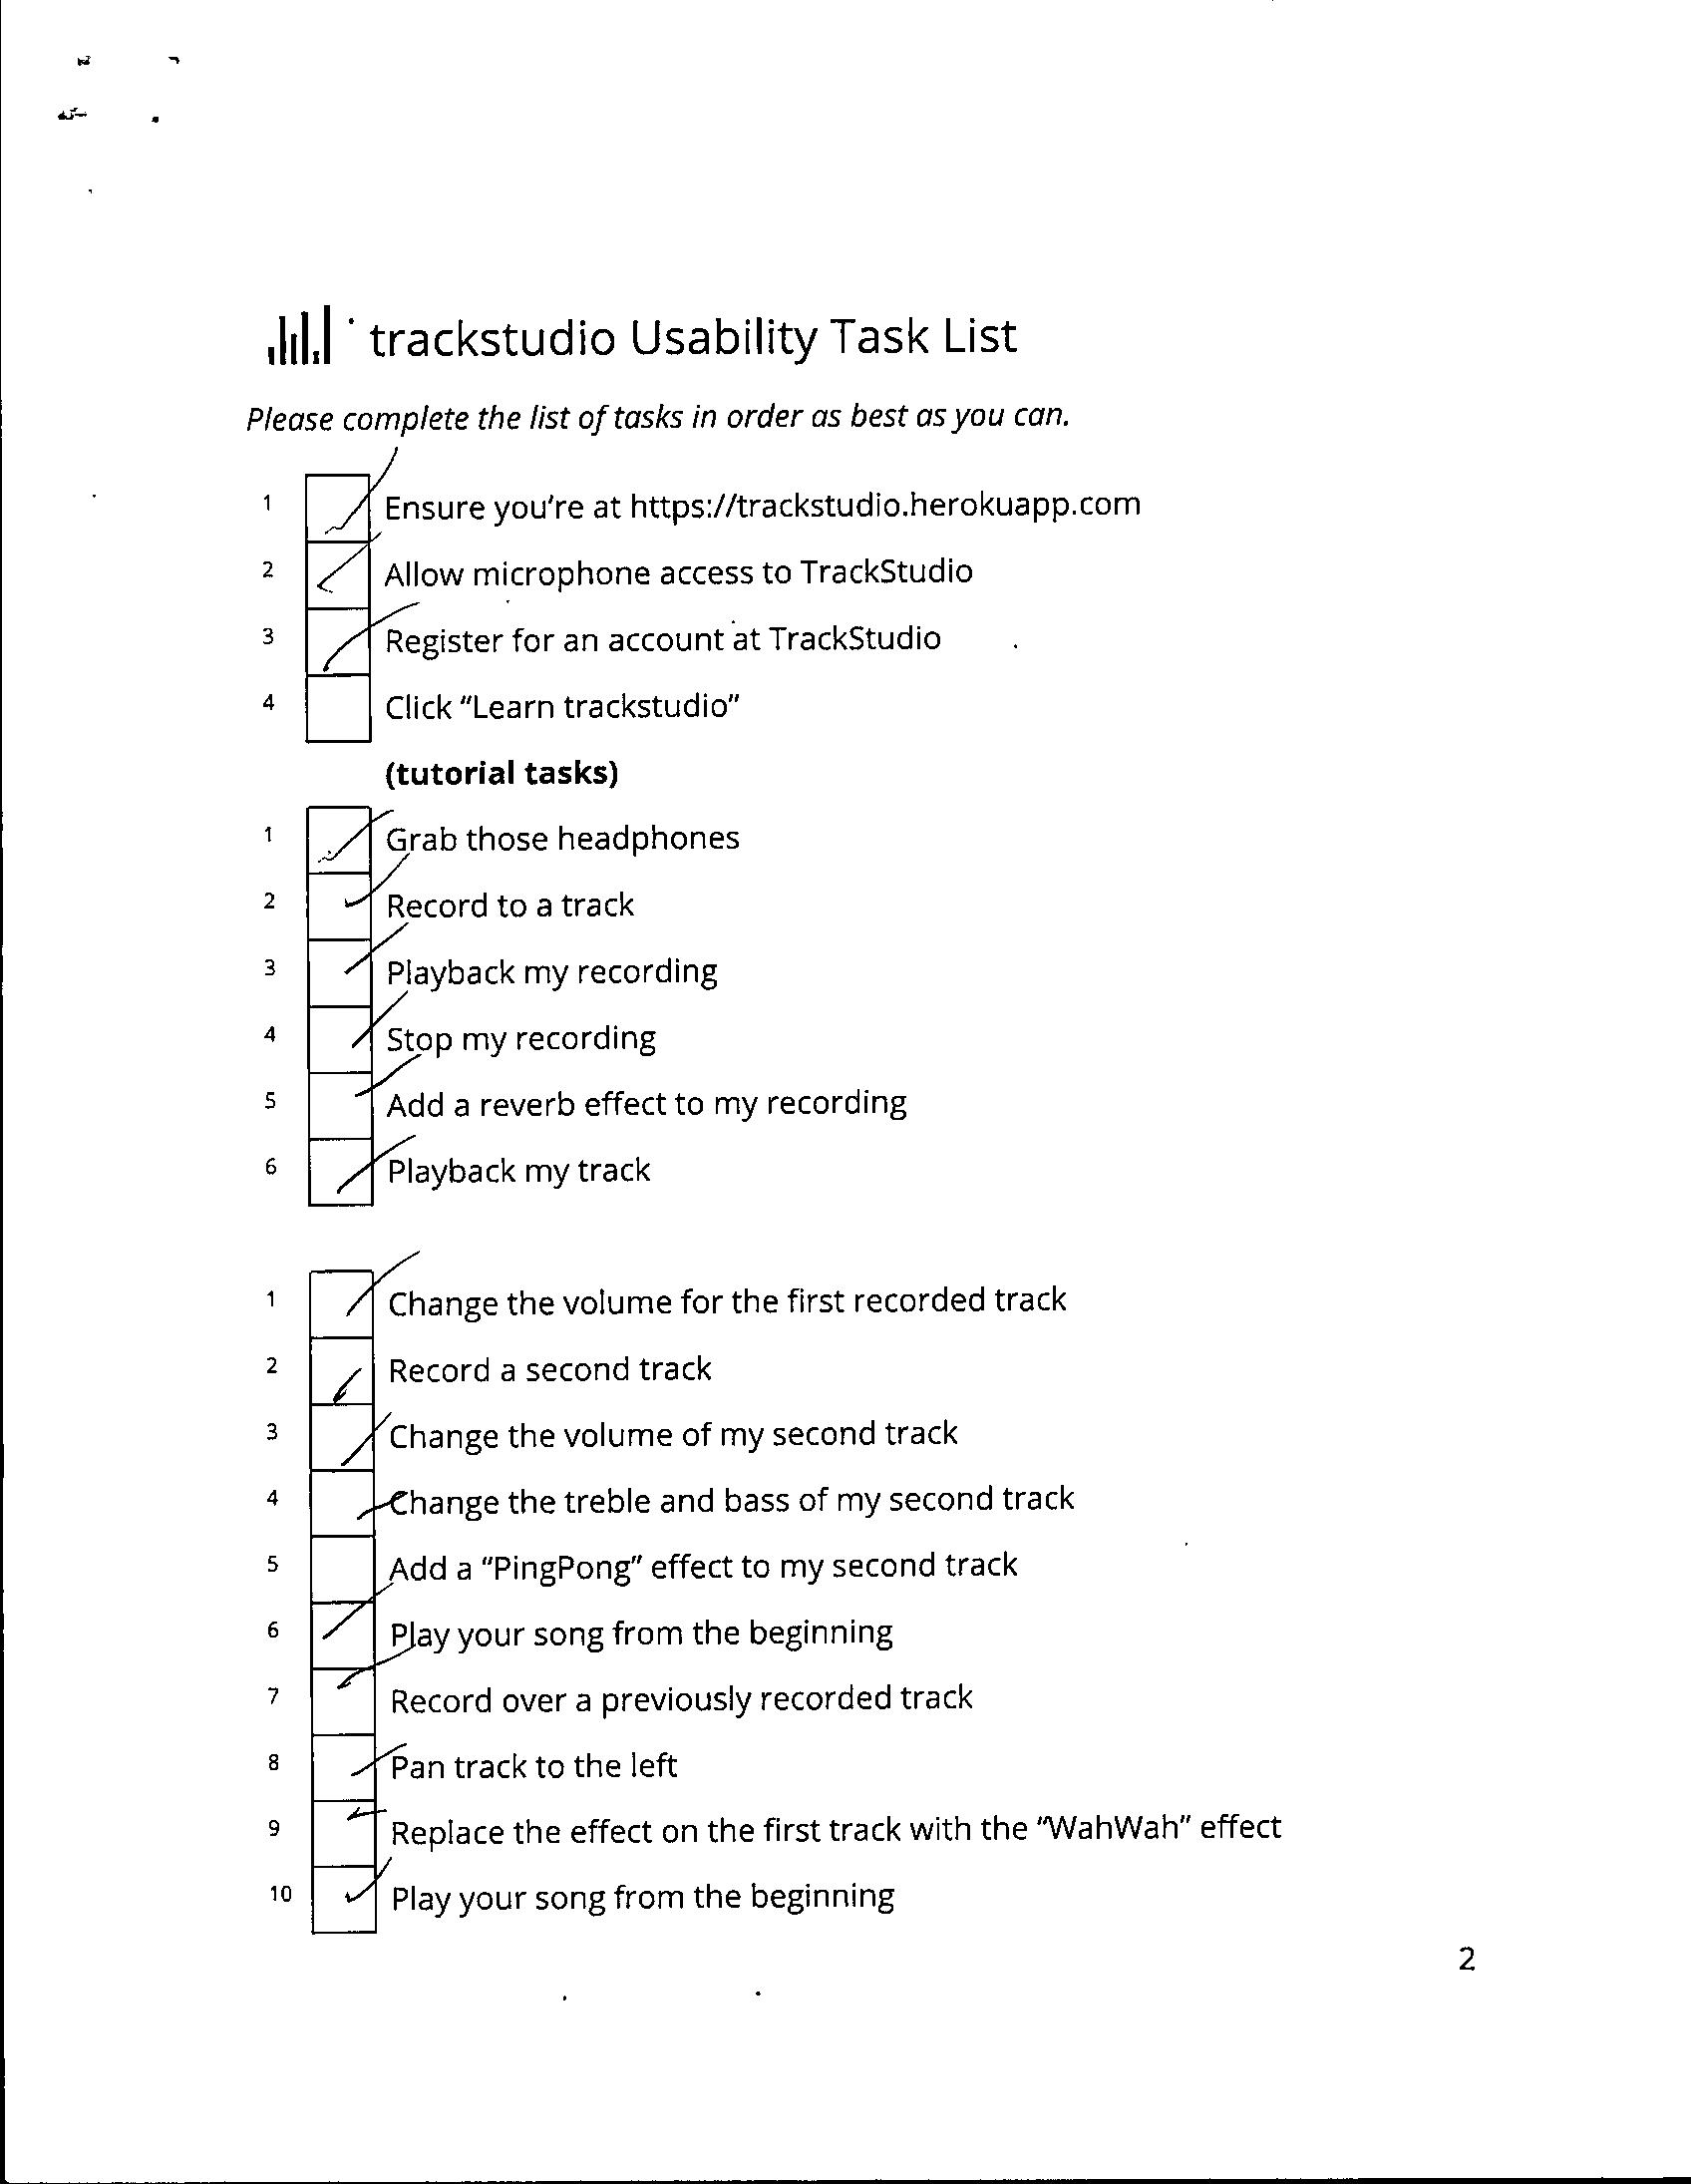 trackstudio Usability Task List
Please complete the list of tasks in order as best as you can.
1 Ensure you're at https://trackstudio.herokuapp.com
2 Allow microphone access to TrackStudio
3 Register for an account at TrackStudio
4 Click “Learn trackstudio”
(tutorial tasks)
1 Grab those headphones
2 Record to a track
3 Playback my recording
4 Stop my recording
5 Add a reverb effect to my recording
6 Playback my track
1 Change the volume for the first recorded track
2 Record a second track
3 Change the volume of my second track
4 Change the treble and bass of my second track
5 Add a “PingPong” effect to my second track
6 Play your song from the beginning
7 Record over a previously recorded track
8 Pan track to the left
9 Replace the effect on the first track with the “WahWah” effect
10 Play your song from the beginning
2